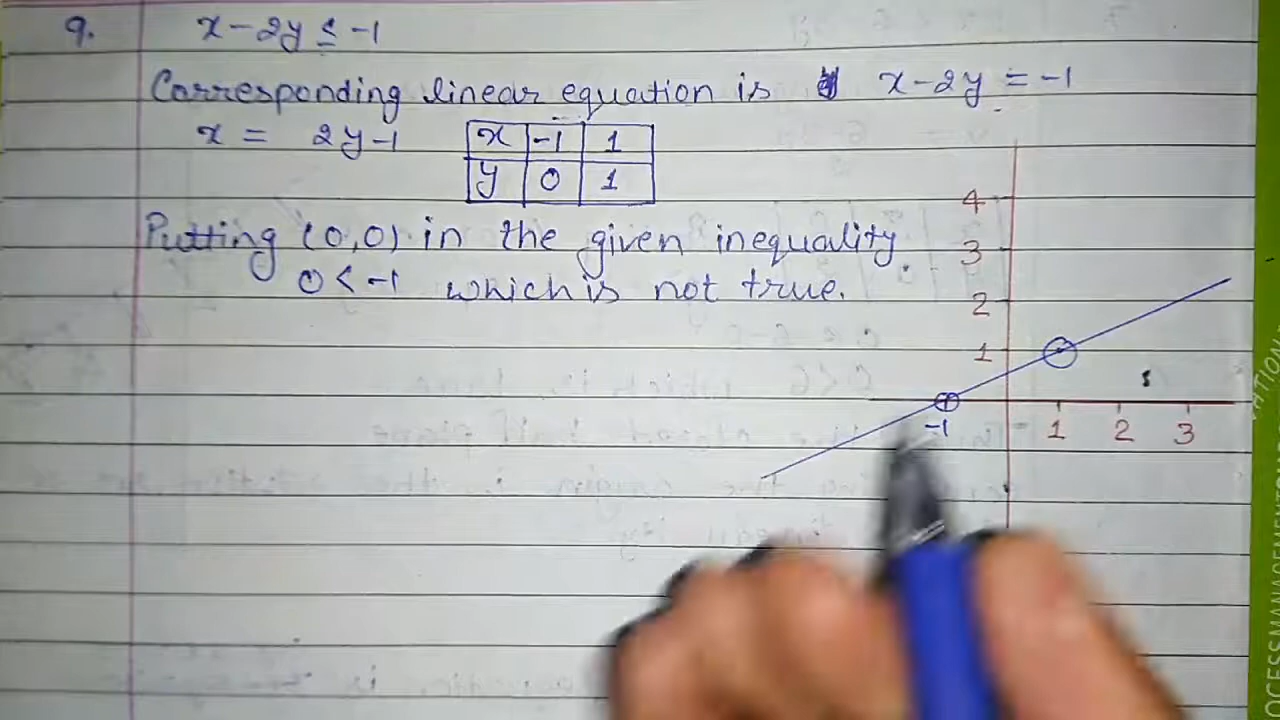 9. x-2y ≤ -1
Corresponding linear equation is x-2y = -1
x = 2y-1
x -1 1
y 0 1
Putting (0,0) in the given inequality.
0 < -1 which is not true.
4
3
2
1
-1 1 2 3